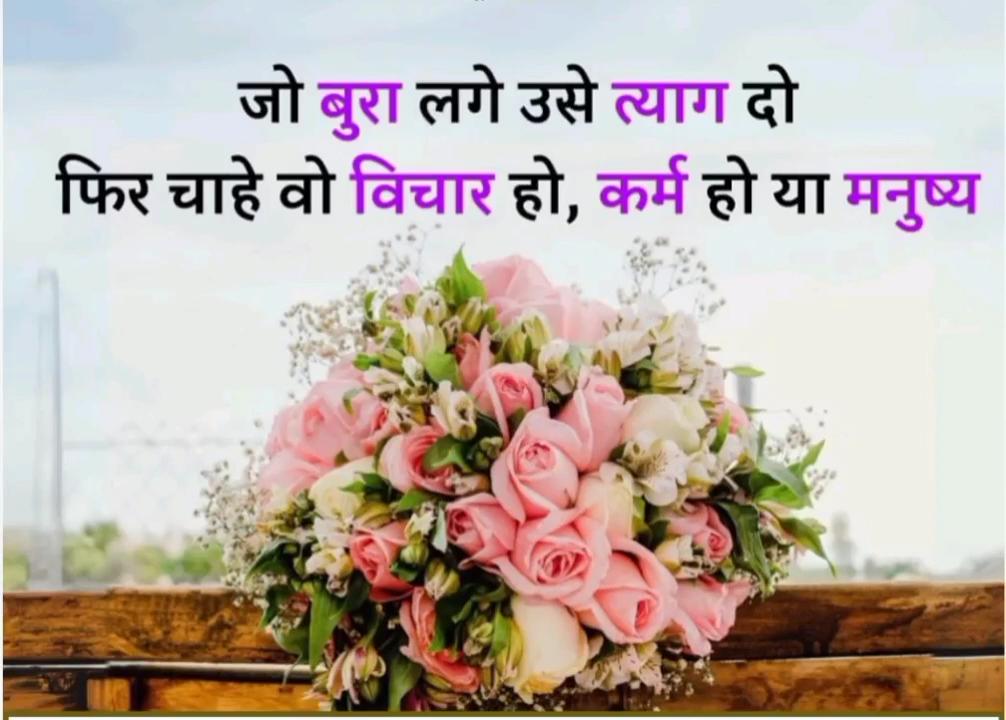 जो बुरा लगे उसे त्याग दो
फिर चाहे वो विचार हो, कर्म हो या मनुष्य